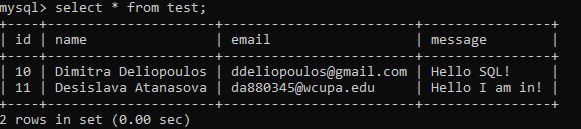 mysql> select * from test;
+----+----------------------+------------------------+----------------+
| id | name                 | email                  | message        |
+----+----------------------+------------------------+----------------+
| 10 | Dimitra Deliopoulos  | ddeliopoulos@gmail.com | Hello SQL!     |
| 11 | Desislava Atanasova  | da880345@wcupa.edu     | Hello I am in! |
+----+----------------------+------------------------+----------------+
2 rows in set (0.00 sec)